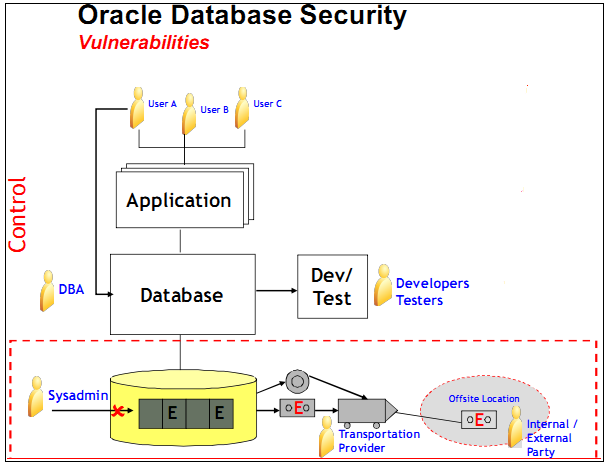 Oracle Database Security
Vulnerabilities
User A
User B
User C
Application
Control
DBA
Database
Dev/
Test
Developers
Testers
Sysadmin
E
E
E
Transportation
Provider
Offsite Location
E
Internal /
External
Party